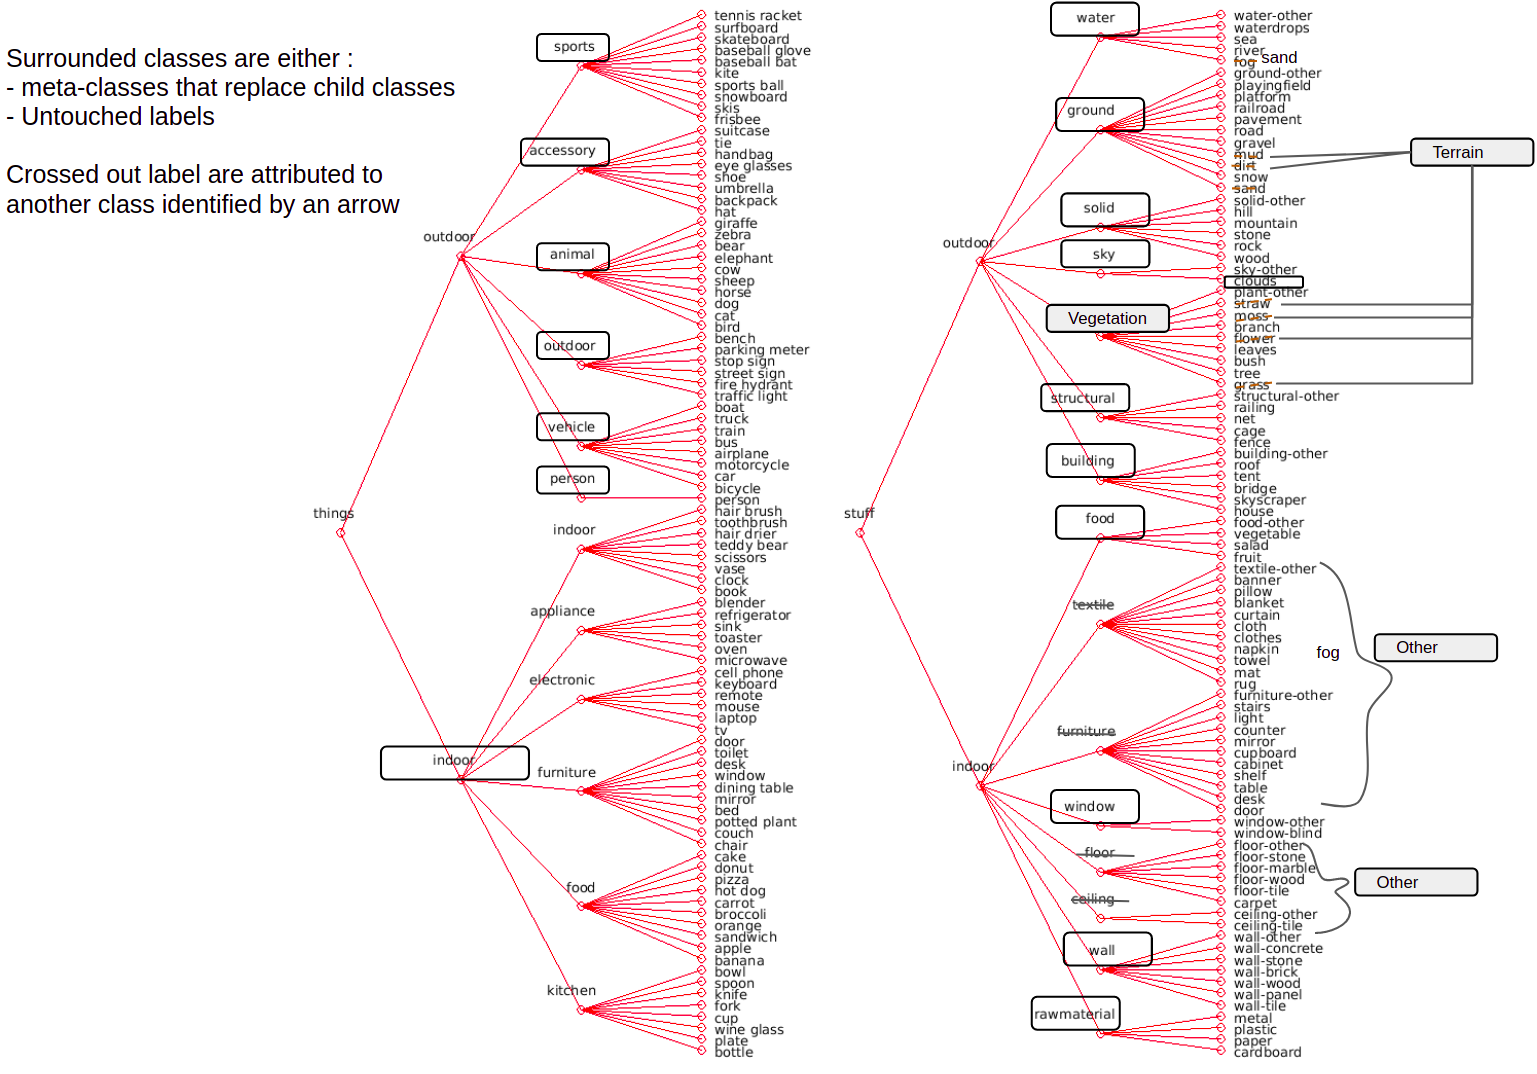 Surrounded classes are either :
- meta-classes that replace child classes
- Untouched labels
Crossed out label are attributed to
another class identified by an arrow
things
outdoor
sports
tennis racket
surfboard
skateboard
baseball glove
baseball bat
kite
sports ball
snowboard
skis
frisbee
accessory
suitcase
tie
handbag
eye glasses
shoe
umbrella
backpack
hat
animal
giraffe
zebra
bear
elephant
cow
sheep
horse
dog
cat
bird
outdoor
bench
parking meter
stop sign
street sign
fire hydrant
traffic light
vehicle
boat
truck
train
bus
airplane
motorcycle
car
bicycle
person
person
indoor
indoor
hair brush
toothbrush
hair drier
teddy bear
scissors
vase
clock
book
appliance
blender
refrigerator
sink
toaster
oven
microwave
electronic
cell phone
keyboard
remote
mouse
laptop
tv
furniture
door
toilet
desk
window
dining table
mirror
bed
potted plant
couch
chair
food
cake
donut
pizza
hot dog
carrot
broccoli
orange
sandwich
apple
banana
kitchen
bowl
spoon
knife
fork
cup
wine glass
plate
bottle
stuff
outdoor
water
water-other
waterdrops
sea
river
fog
sand
ground
ground-other
playingfield
platform
railroad
pavement
road
gravel
mud
dirt
snow
sand
Terrain
solid
solid-other
hill
mountain
stone
rock
wood
sky
sky-other
clouds
Vegetation
plant-other
straw
moss
branch
flower
leaves
bush
tree
grass
structural
structural-other
railing
net
cage
fence
building
building-other
roof
tent
bridge
skyscraper
house
indoor
food
food-other
vegetable
salad
fruit
textile
textile-other
banner
pillow
blanket
curtain
cloth
clothes
napkin
towel
mat
rug
fog
Other
furniture
furniture-other
stairs
light
counter
mirror
cupboard
cabinet
shelf
table
desk
door
window
window-other
window-blind
floor
floor-other
floor-stone
floor-marble
floor-wood
floor-tile
carpet
Other
ceiling
ceiling-other
ceiling-tile
wall
wall-other
wall-concrete
wall-stone
wall-brick
wall-wood
wall-panel
wall-tile
rawmaterial
metal
plastic
paper
cardboard